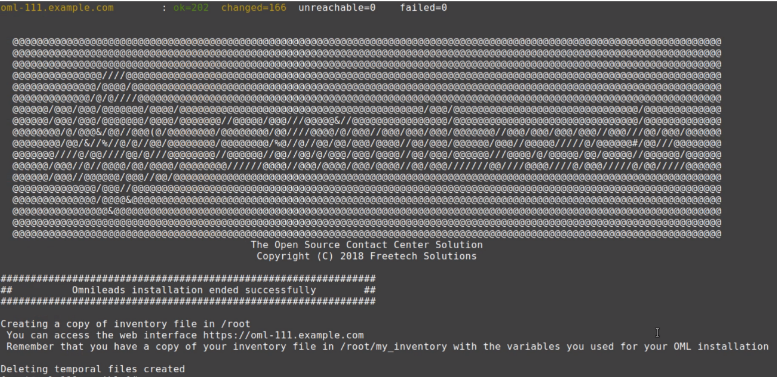 oml-111.example.com : ok=202 changed=166 unreachable=0 failed=0
The Open Source Contact Center Solution
Copyright (C) 2018 Freetech Solutions
###############################################################
## Omnileads installation ended successfully ##
###############################################################
Creating a copy of inventory file in /root
You can access the web interface https://oml-111.example.com
Remember that you have a copy of your inventory file in /root/my_inventory with the variables you used for your OML installation
Deleting temporal files created